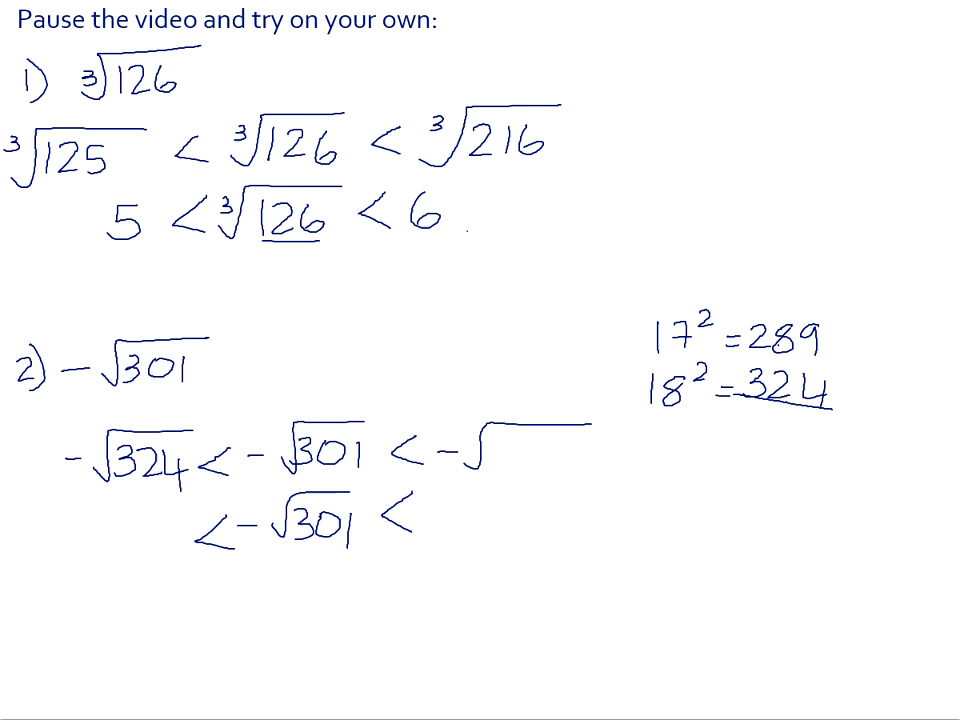 Pause the video and try on your own:
1) ∛126
∛125 < ∛126 < ∛216
5 < ∛126 < 6 .
17² = 289
2) - √301
18² = 324
- √324 < - √301 < - √
< - √301 <